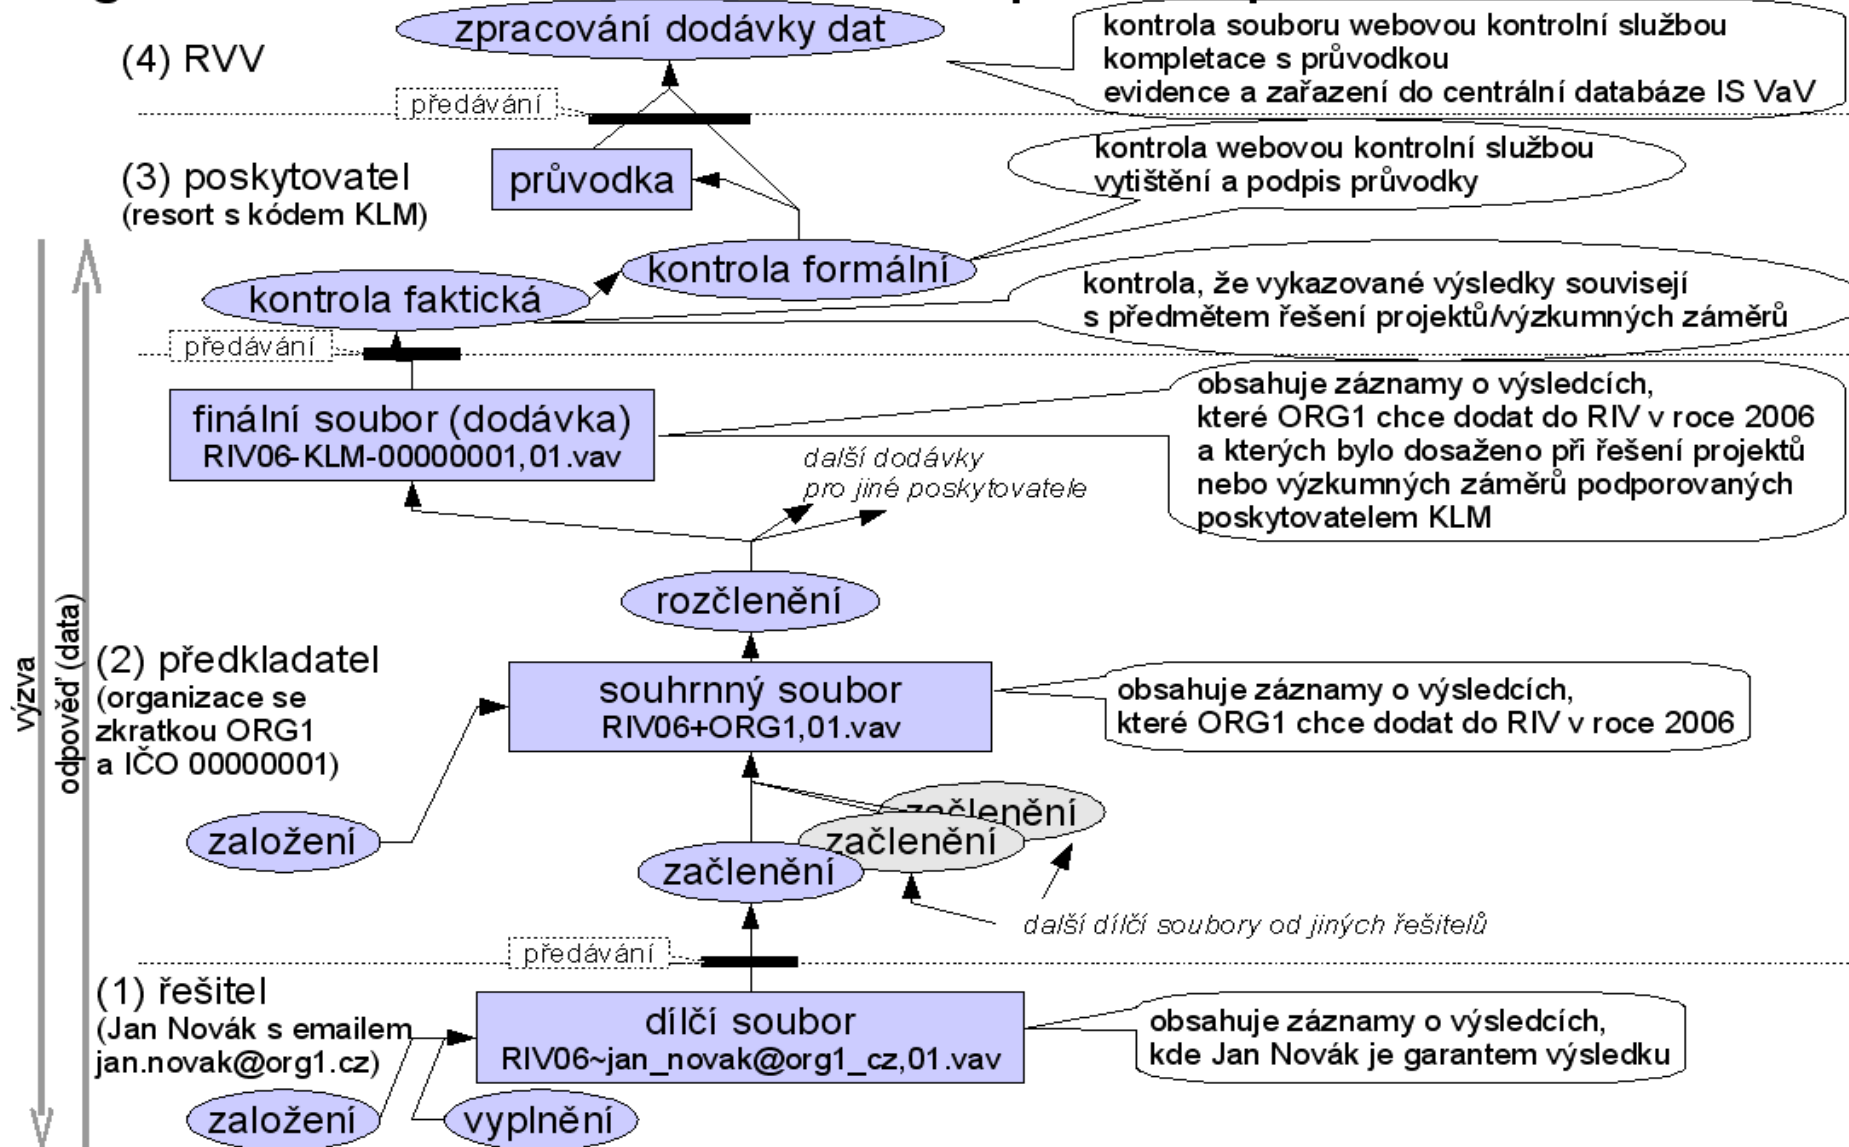 zpracování dodávky dat
kontrola souboru webovou kontrolní službou
kompletace s průvodkou
evidence a zařazení do centrální databáze IS VaV
(4) RVV
předávání
(3) poskytovatel
(resort s kódem KLM)
průvodka
kontrola webovou kontrolní službou
vytištění a podpis průvodky
kontrola formální
kontrola faktická
kontrola, že vykazované výsledky souvisejí
s předmětem řešení projektů/výzkumných záměrů
předávání
finální soubor (dodávka)
RIV06-KLM-00000001,01.vav
obsahuje záznamy o výsledcích,
které ORG1 chce dodat do RIV v roce 2006
a kterých bylo dosaženo při řešení projektů
nebo výzkumných záměrů podporovaných
poskytovatelem KLM
další dodávky
pro jiné poskytovatele
rozčlenění
výzva
odpověď (data)
(2) předkladatel
(organizace se
zkratkou ORG1
a IČO 00000001)
souhrnný soubor
RIV06+ORG1,01.vav
obsahuje záznamy o výsledcích,
které ORG1 chce dodat do RIV v roce 2006
založení
začlenění
začlenění
začlenění
další dílčí soubory od jiných řešitelů
předávání
(1) řešitel
(Jan Novák s emailem
jan.novak@org1.cz)
dílčí soubor
RIV06~jan_novak@org1_cz,01.vav
obsahuje záznamy o výsledcích,
kde Jan Novák je garantem výsledku
založení
vyplnění